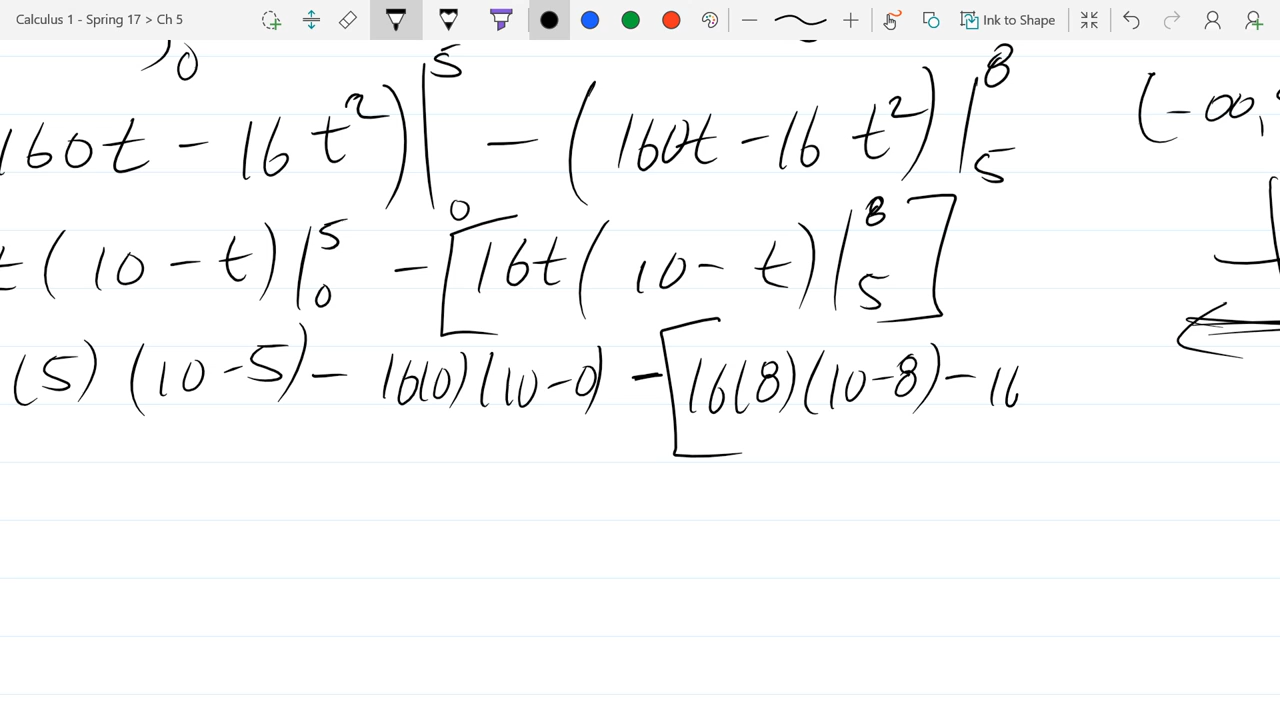 Calculus 1 - Spring 17 > Ch 5
Ink to Shape
0
160t - 16t²)|₀⁵ - (160t - 16t²)|₅⁸
(-∞,
t(10 - t)|₀⁵ - [16t(10 - t)|₅⁸]
(5)(10 - 5) - 16(0)(10 - 0) - [16(8)(10 - 8) - 16